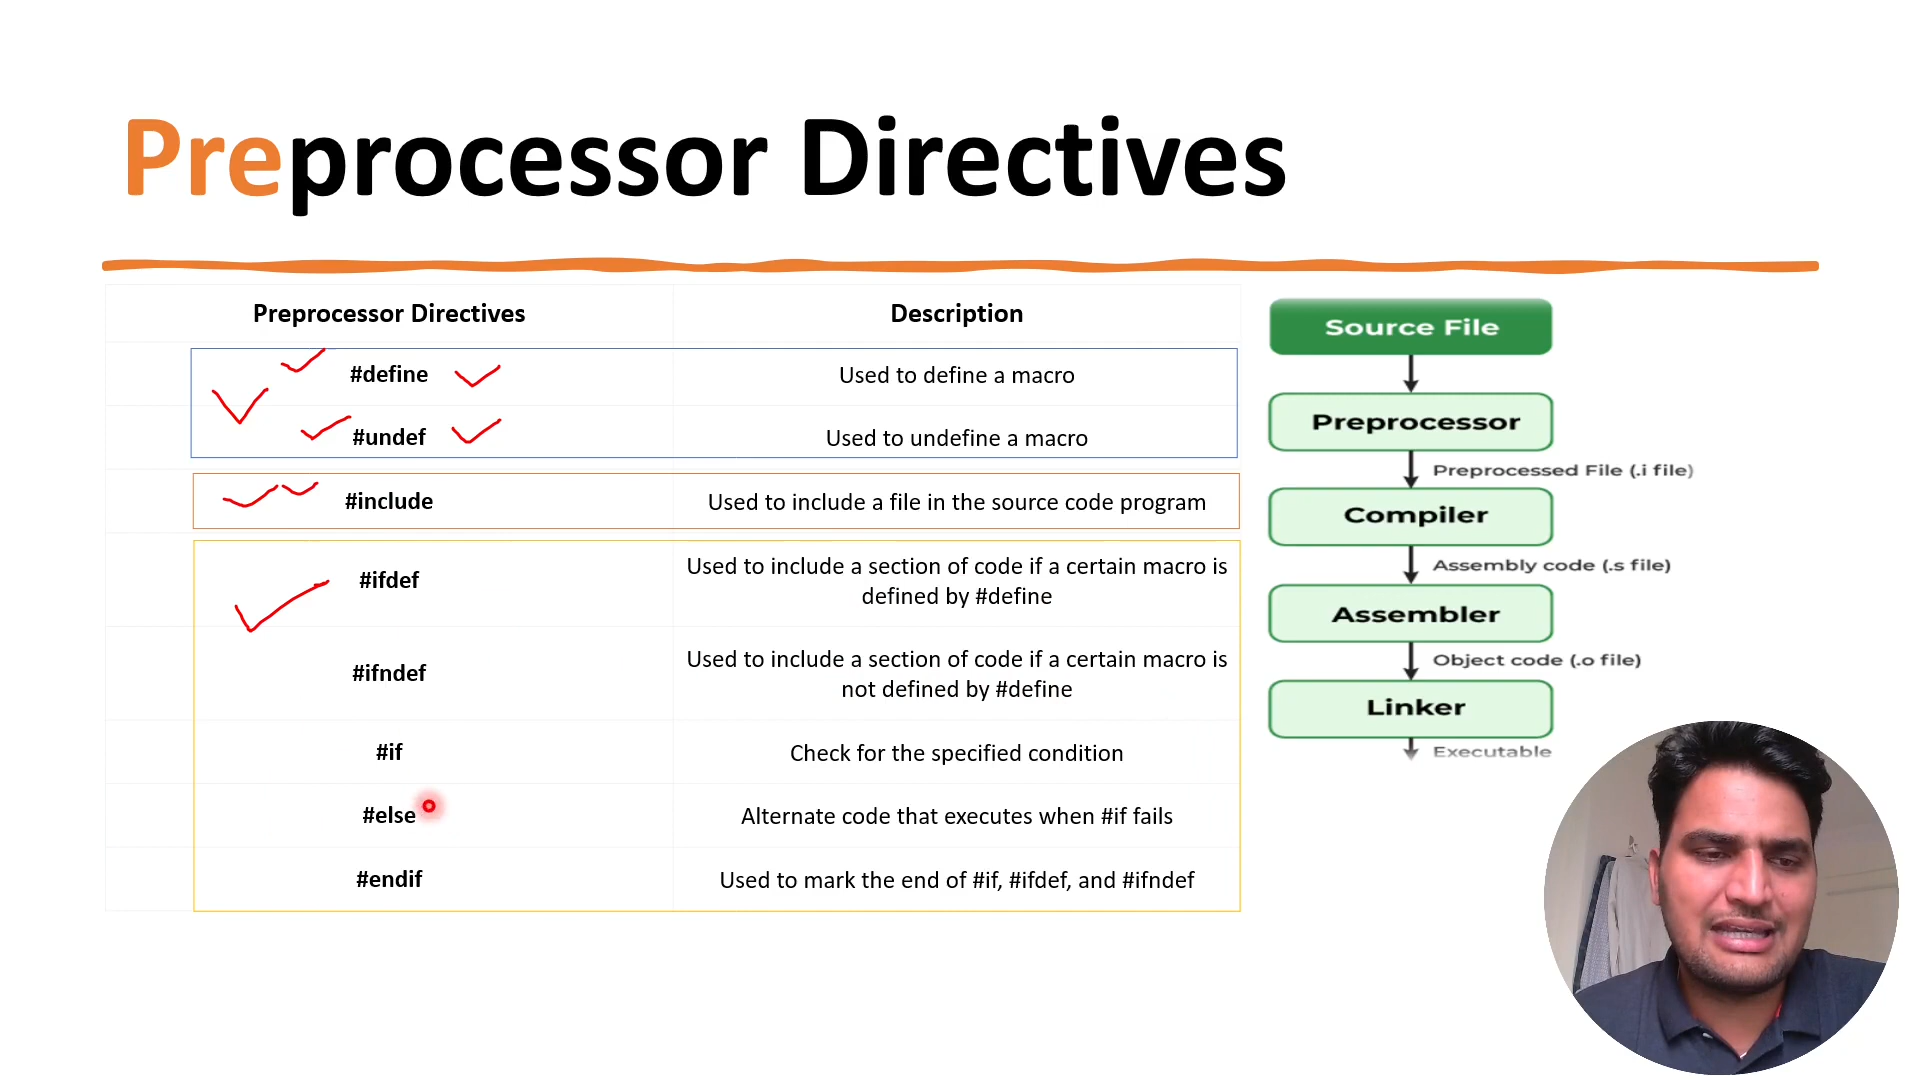 Preprocessor Directives
Preprocessor Directives Description
#define Used to define a macro
#undef Used to undefine a macro
#include Used to include a file in the source code program
#ifdef Used to include a section of code if a certain macro is
defined by #define
#ifndef Used to include a section of code if a certain macro is
not defined by #define
#if Check for the specified condition
#else Alternate code that executes when #if fails
#endif Used to mark the end of #if, #ifdef, and #ifndef
Source File
Preprocessor
Preprocessed File (.i file)
Compiler
Assembly code (.s file)
Assembler
Object code (.o file)
Linker
Executable